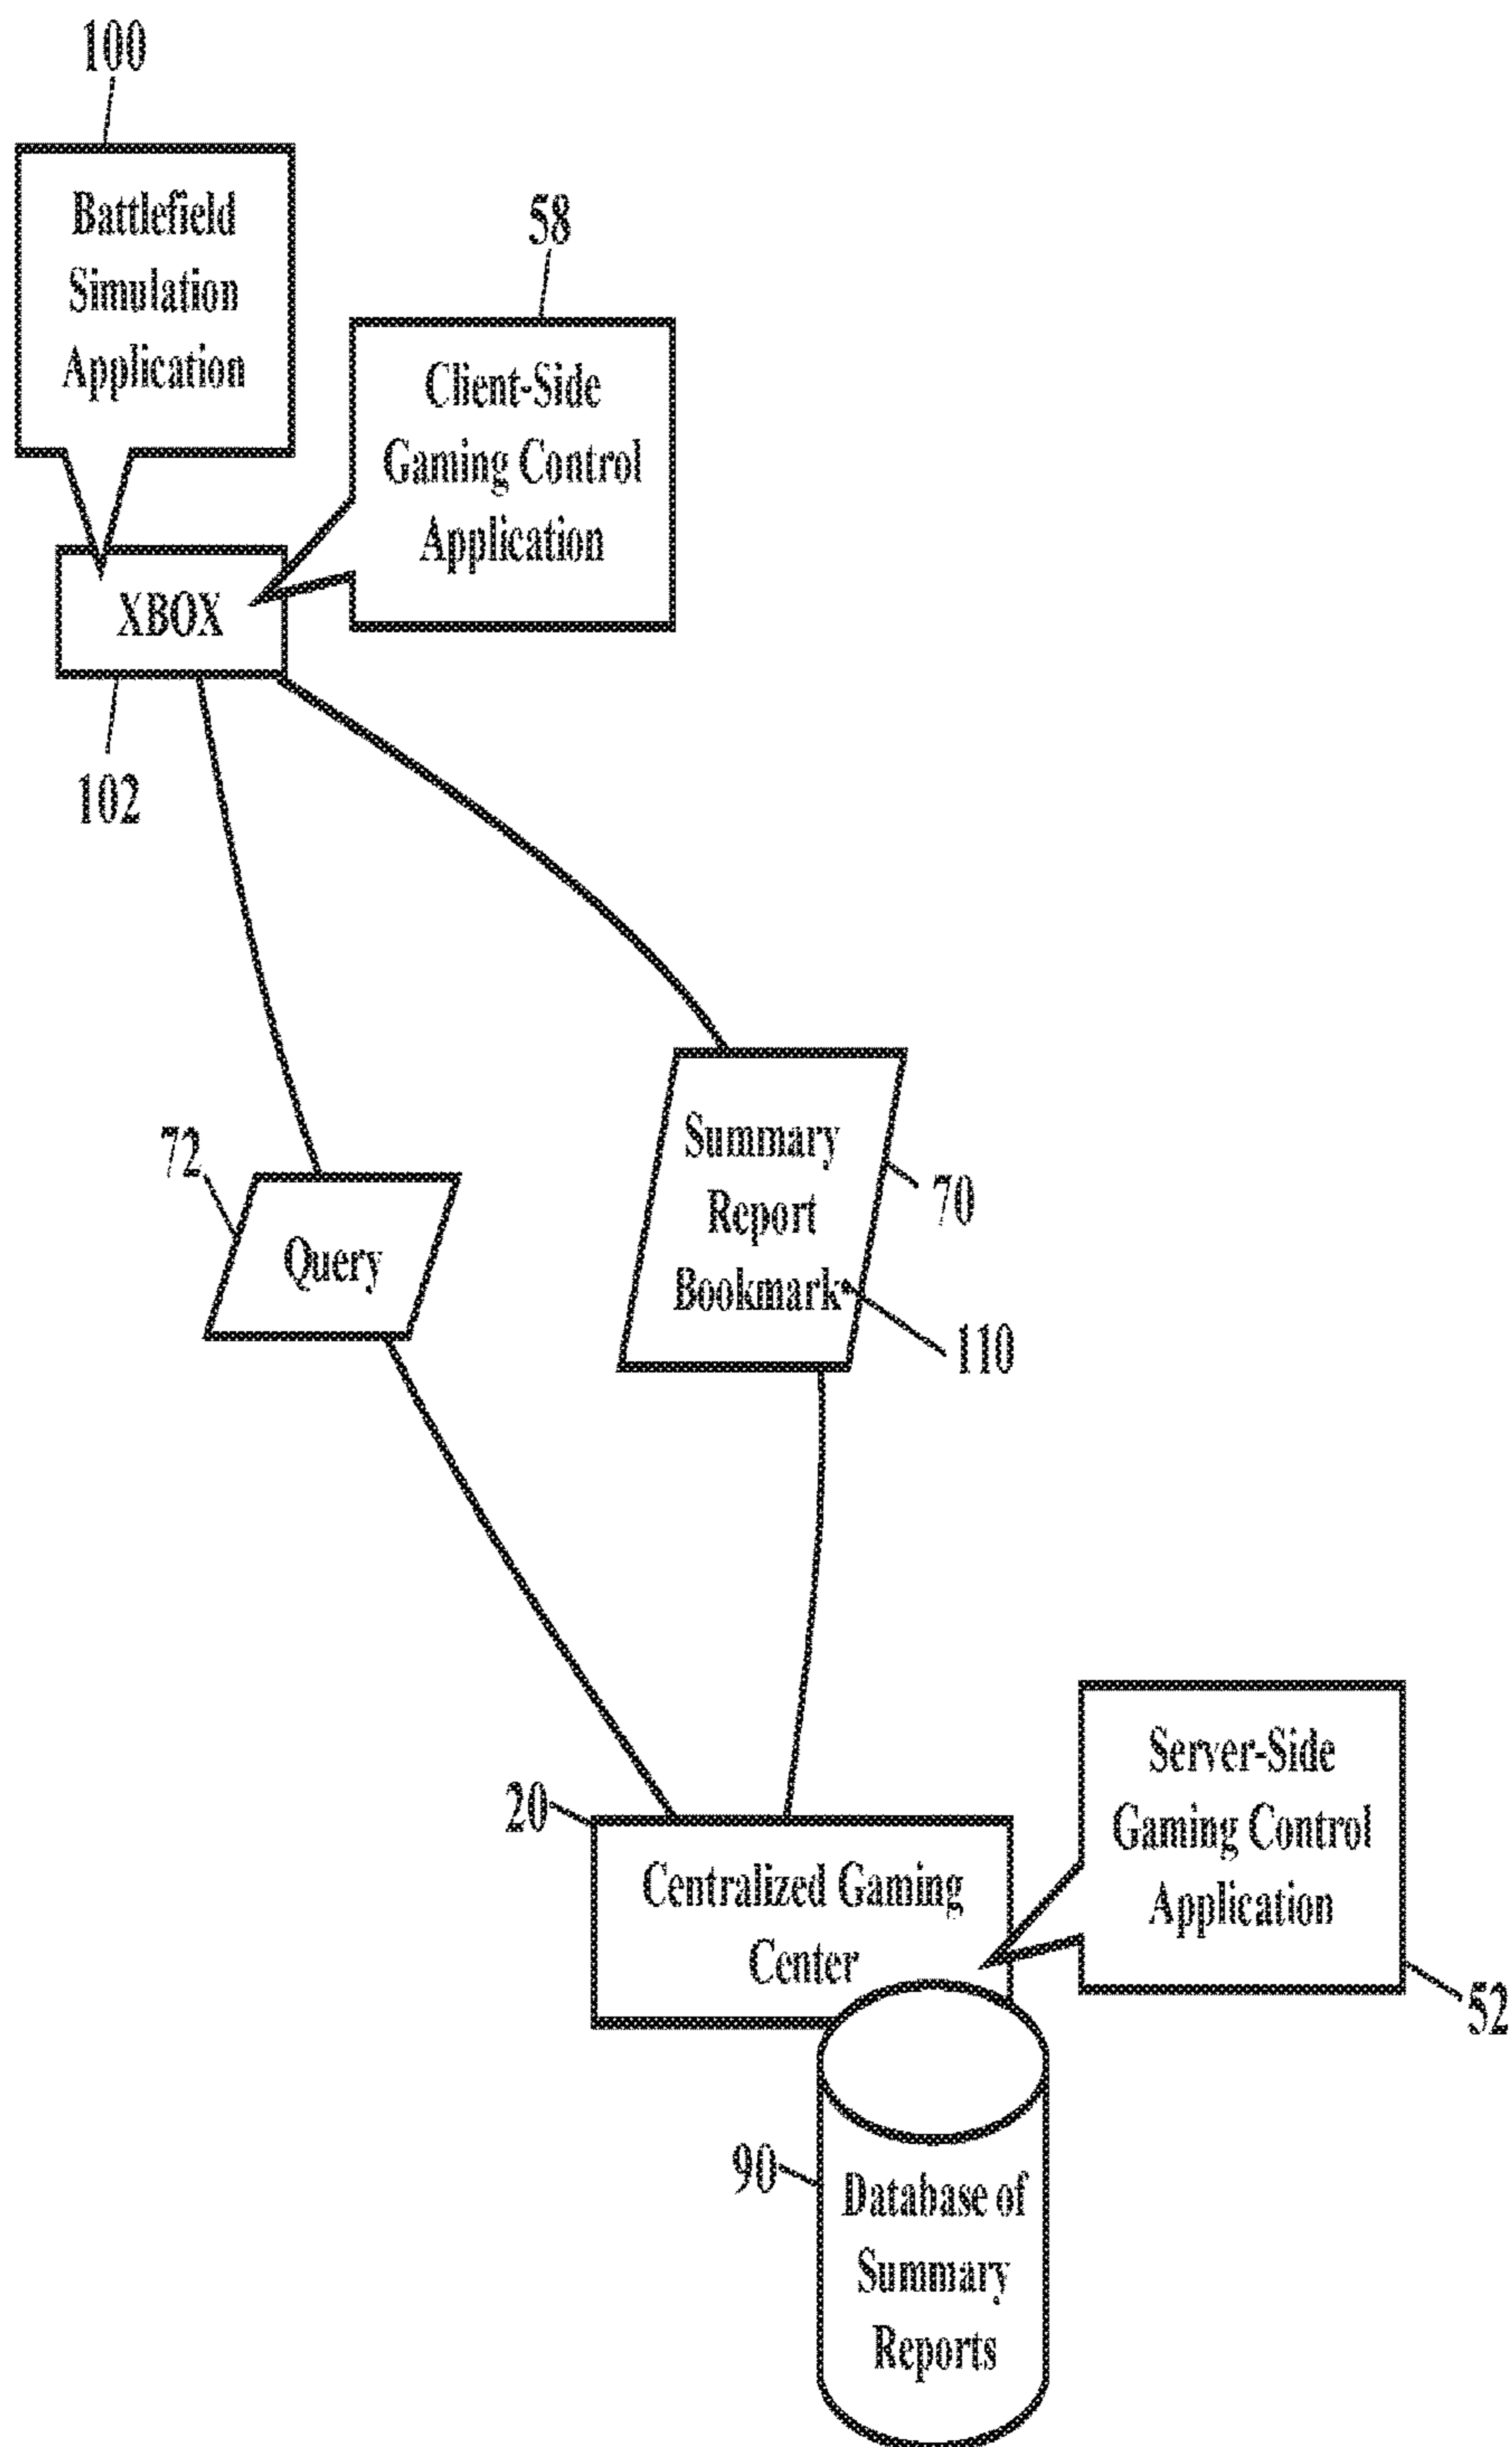 100
Battlefield
Simulation
Application
58
Client-Side
Gaming Control
Application
XBOX
102
72
Query
Summary
Report
Bookmark
70
110
20
Centralized Gaming
Center
Server-Side
Gaming Control
Application
52
90
Database of
Summary
Reports